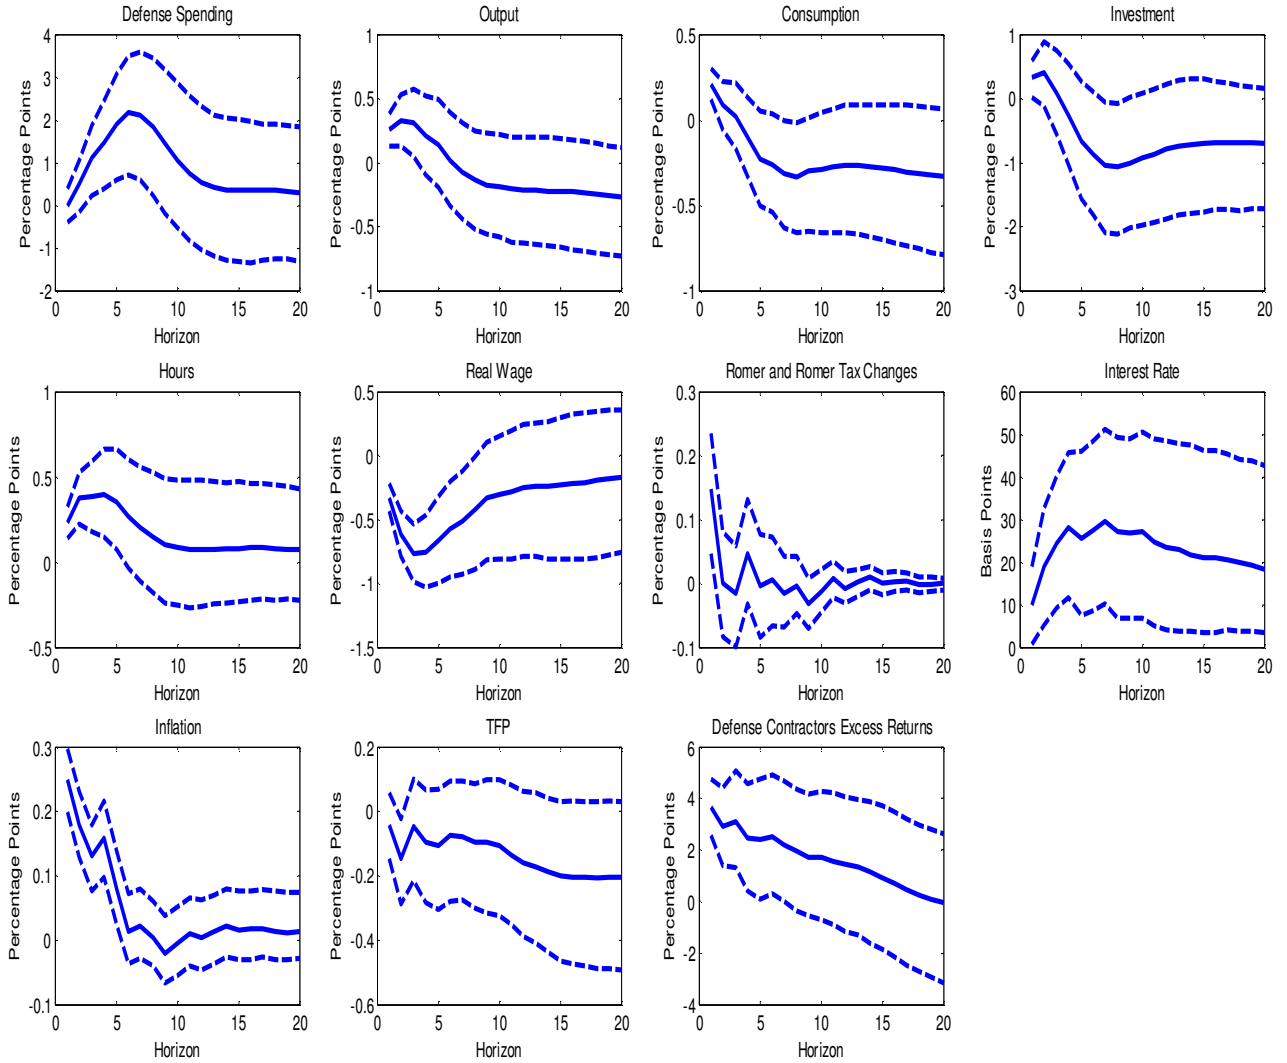 Defense Spending
Output
Consumption
Investment
4
3
2
1
0
-1
-2
Percentage Points
0 5 10 15 20
Horizon
1
0.5
0
-0.5
-1
Percentage Points
0 5 10 15 20
Horizon
0.5
0
-0.5
-1
Percentage Points
0 5 10 15 20
Horizon
1
0
-1
-2
-3
Percentage Points
0 5 10 15 20
Horizon
Hours
Real Wage
Romer and Romer Tax Changes
Interest Rate
1
0.5
0
-0.5
Percentage Points
0 5 10 15 20
Horizon
0.5
0
-0.5
-1
-1.5
Percentage Points
0 5 10 15 20
Horizon
0.3
0.2
0.1
0
-0.1
Percentage Points
0 5 10 15 20
Horizon
60
50
40
30
20
10
0
Basis Points
0 5 10 15 20
Horizon
Inflation
TFP
Defense Contractors Excess Returns
0.3
0.2
0.1
0
-0.1
Percentage Points
0 5 10 15 20
Horizon
0.2
0
-0.2
-0.4
-0.6
Percentage Points
0 5 10 15 20
Horizon
6
4
2
0
-2
-4
Percentage Points
0 5 10 15 20
Horizon